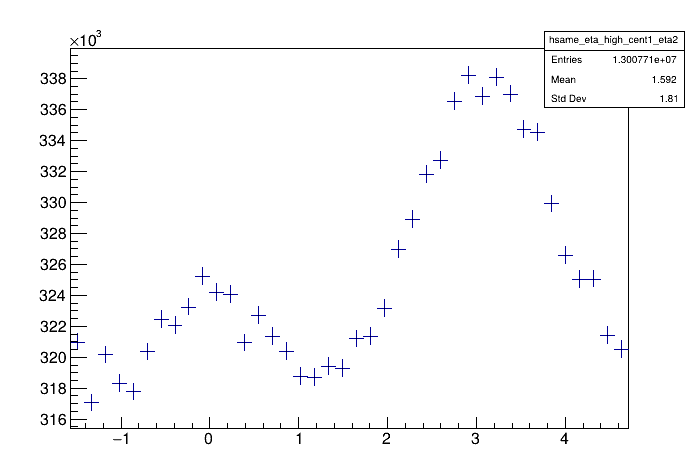 ×10³
hsame_eta_high_cent1_eta2
Entries 1.300771e+07
Mean 1.592
Std Dev 1.81
338
336
334
332
330
328
326
324
322
320
318
316
−1 0 1 2 3 4